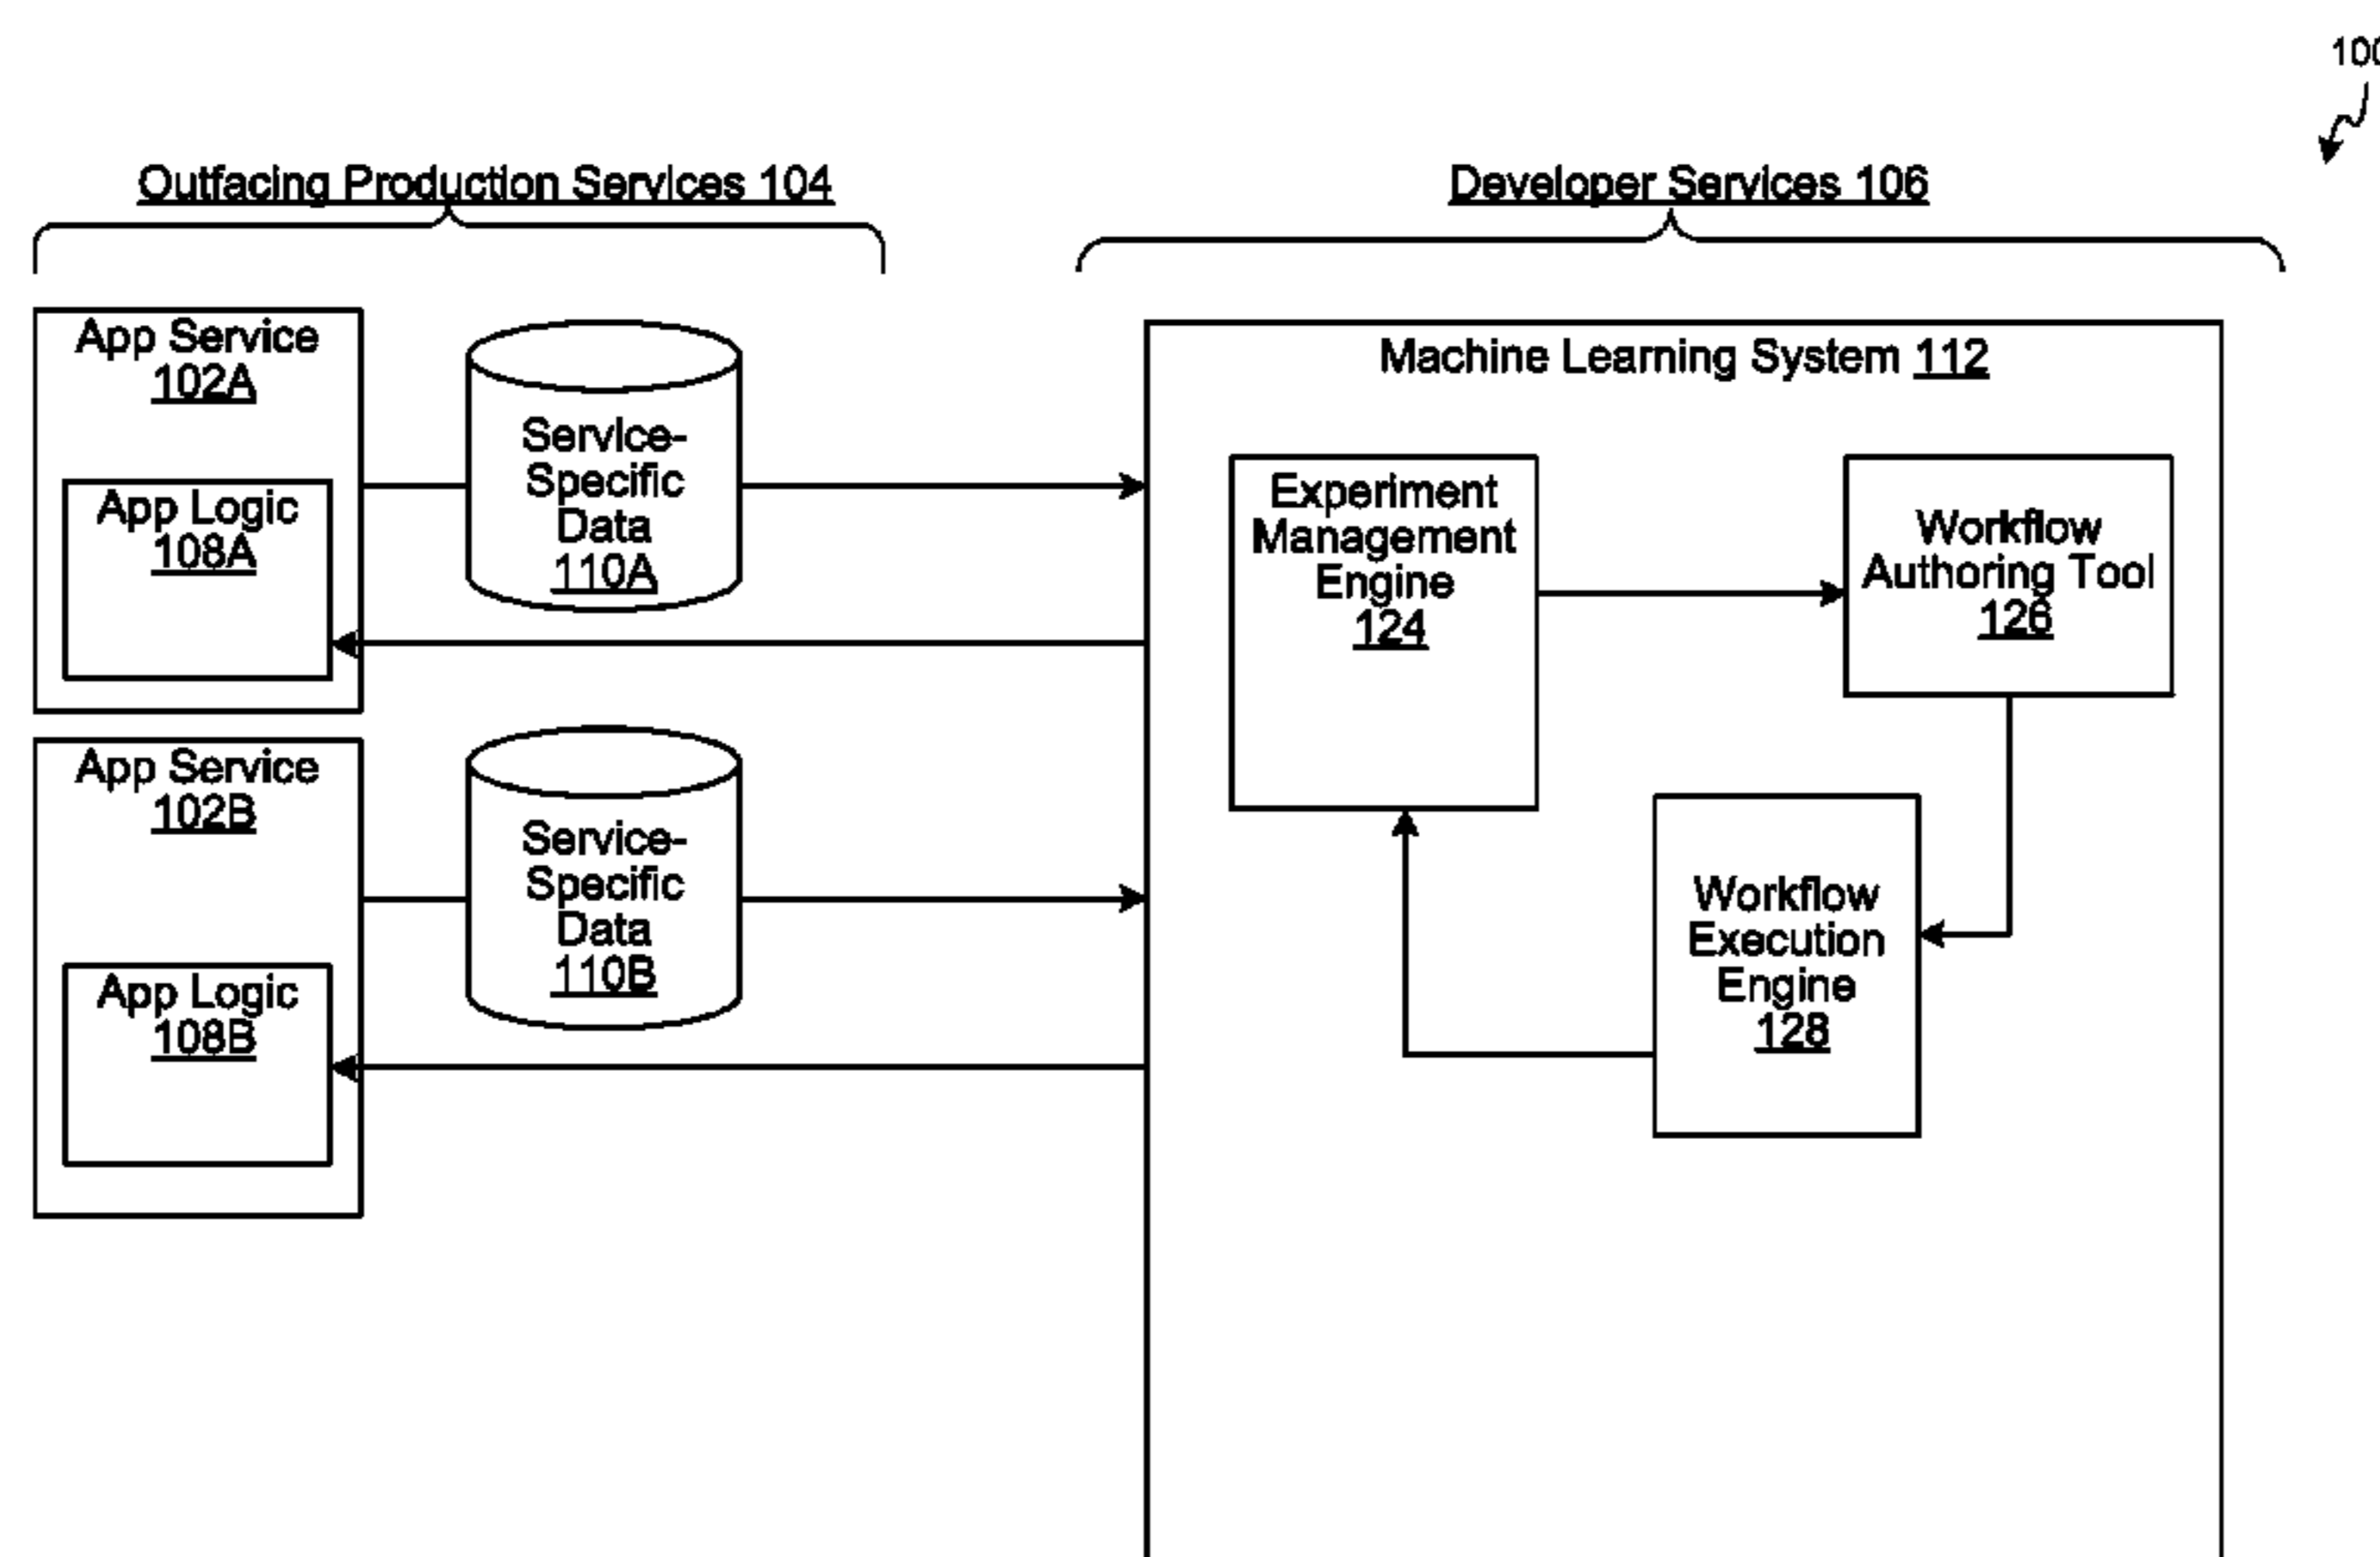 100
Outfacing Production Services 104
Developer Services 106
App Service
102A
App Logic
108A
Service-
Specific
Data
110A
App Service
102B
App Logic
108B
Service-
Specific
Data
110B
Machine Learning System 112
Experiment
Management
Engine
124
Workflow
Authoring Tool
126
Workflow
Execution
Engine
128